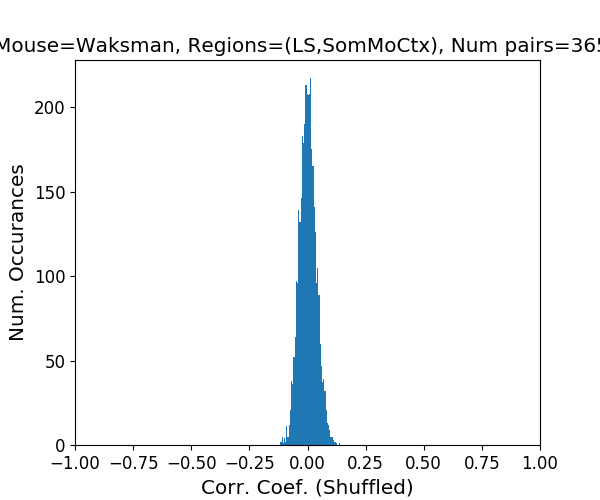 Mouse=Waksman, Regions=(LS,SomMoCtx), Num pairs=365
Num. Occurances
200
150
100
50
0
−1.00 −0.75 −0.50 −0.25 0.00 0.25 0.50 0.75 1.00
Corr. Coef. (Shuffled)